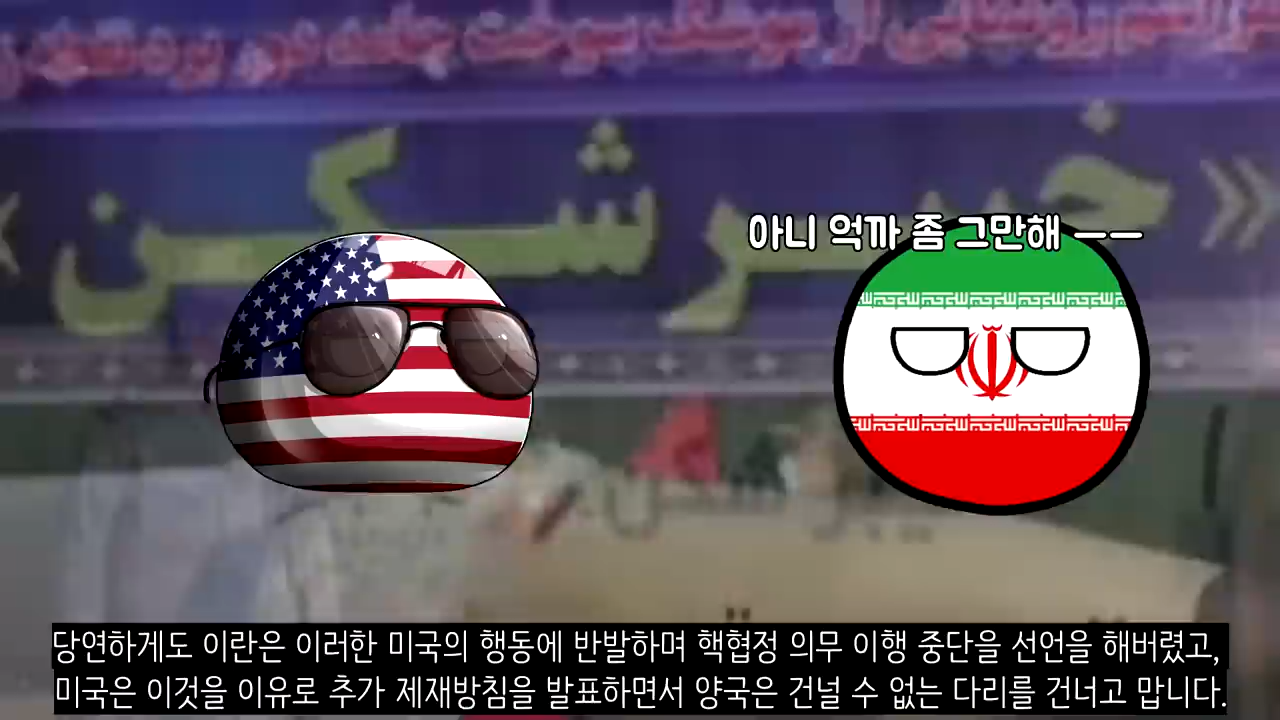 خیبرشکن
아니 억까 좀 그만해 ㅡㅡ
당연하게도 이란은 이러한 미국의 행동에 반발하며 핵협정 의무 이행 중단을 선언을 해버렸고,
미국은 이것을 이유로 추가 제재방침을 발표하면서 양국은 건널 수 없는 다리를 건너고 맙니다.